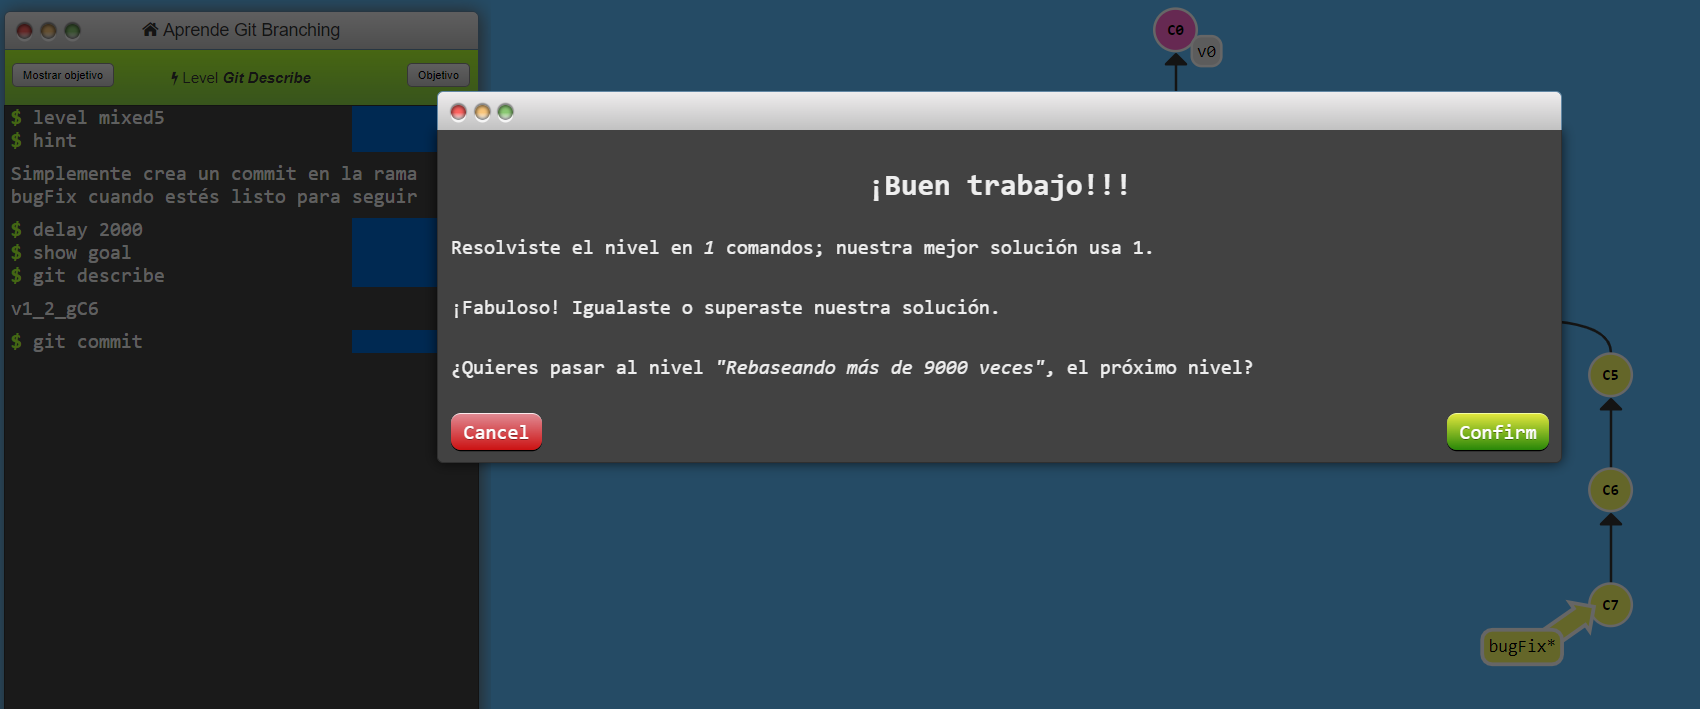 Aprende Git Branching
Mostrar objetivo
Level Git Describe
Objetivo
$ level mixed5
$ hint
Simplemente crea un commit en la rama
bugFix cuando estés listo para seguir
$ delay 2000
$ show goal
$ git describe
v1_2_gC6
$ git commit
C0
v0
¡Buen trabajo!!!
Resolviste el nivel en 1 comandos; nuestra mejor solución usa 1.
¡Fabuloso! Igualaste o superaste nuestra solución.
¿Quieres pasar al nivel "Rebaseando más de 9000 veces", el próximo nivel?
Cancel
Confirm
C5
C6
C7
bugFix*